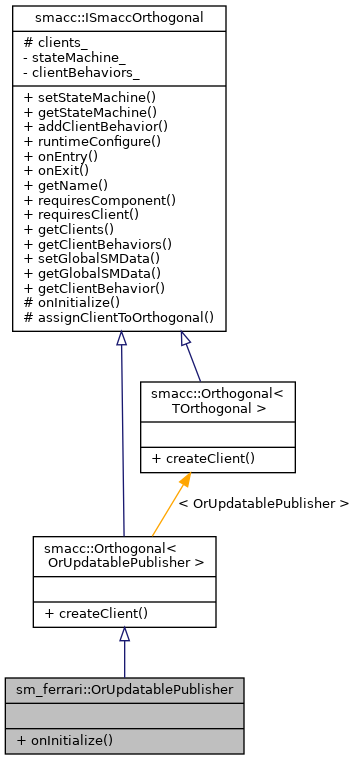 smacc::ISmaccOrthogonal
# clients_
- stateMachine_
- clientBehaviors_
+ setStateMachine()
+ getStateMachine()
+ addClientBehavior()
+ runtimeConfigure()
+ onEntry()
+ onExit()
+ getName()
+ requiresComponent()
+ requiresClient()
+ getClients()
+ getClientBehaviors()
+ setGlobalSMData()
+ getGlobalSMData()
+ getClientBehavior()
# onInitialize()
# assignClientToOrthogonal()
smacc::Orthogonal<
TOrthogonal >
+ createClient()
< OrUpdatablePublisher >
smacc::Orthogonal<
OrUpdatablePublisher >
+ createClient()
sm_ferrari::OrUpdatablePublisher
+ onInitialize()